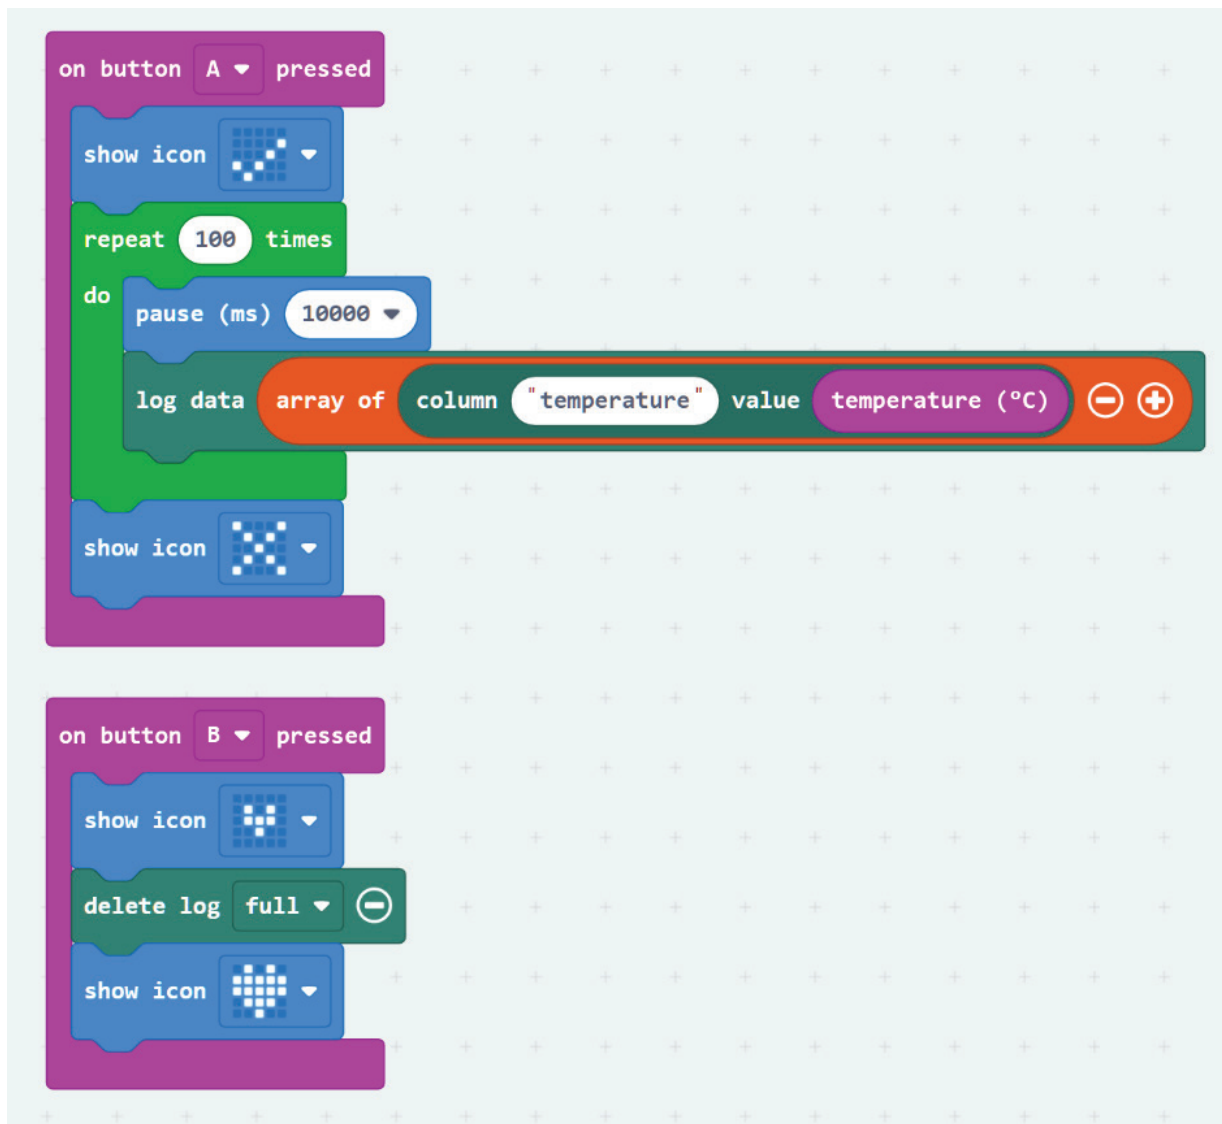 on button A pressed
show icon
repeat 100 times
do
pause (ms) 10000
log data array of column "temperature" value temperature (ºC)
show icon
on button B pressed
show icon
delete log full
show icon